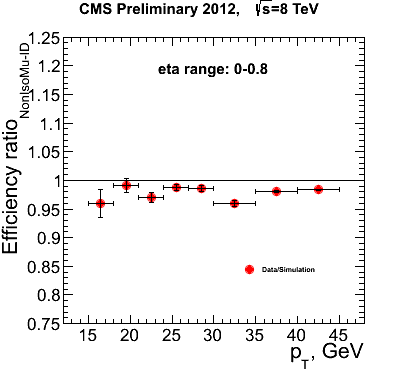 CMS Preliminary 2012, √s=8 TeV
Efficiency ratio NonIsoMu-ID
1.25
1.2
1.15
1.1
1.05
1
0.95
0.9
0.85
0.8
0.75
eta range: 0-0.8
Data/Simulation
15 20 25 30 35 40 45
p_T, GeV